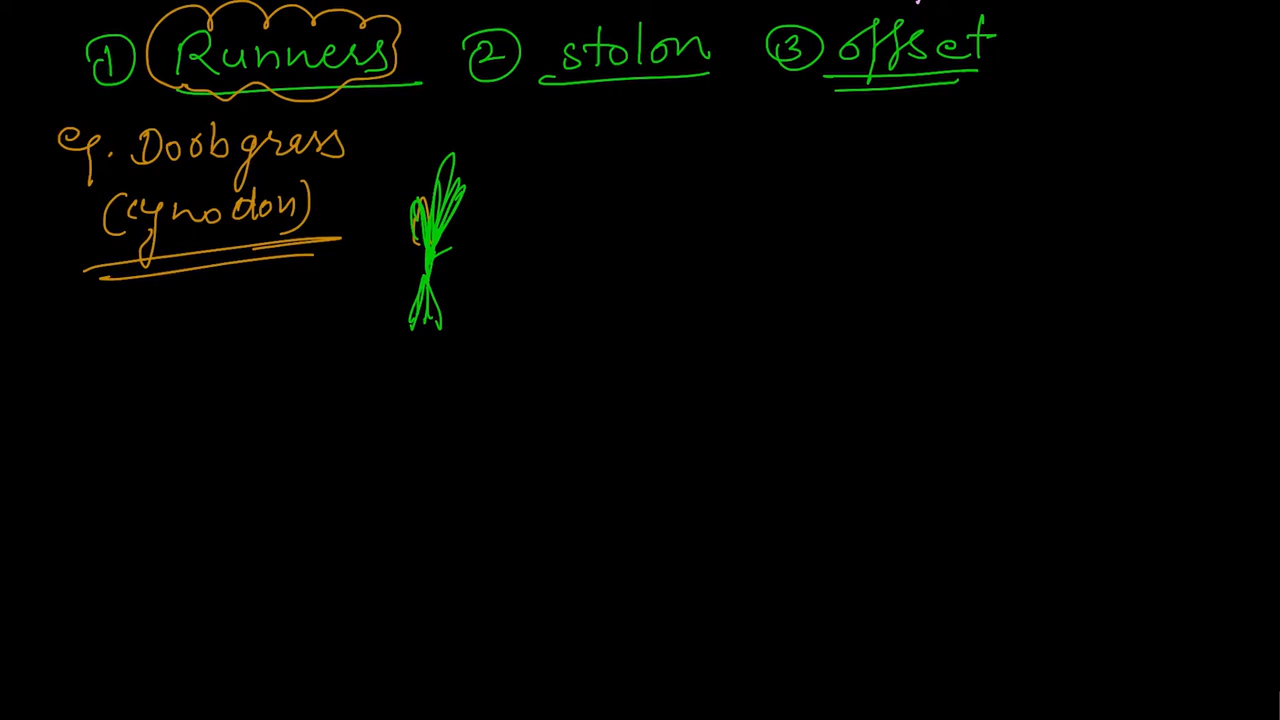 ① Runners ② stolon ③ offset
eg. Doobgrass
(cynodon)